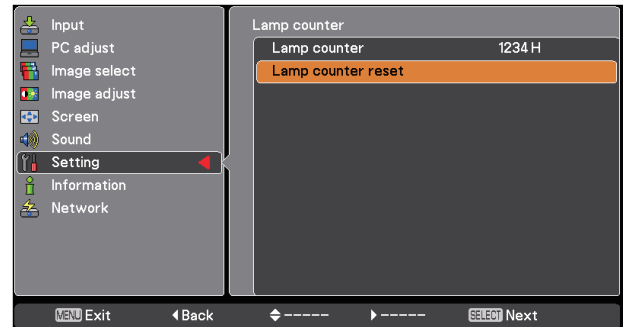 Input
PC adjust
Image select
Image adjust
Screen
Sound
Setting
Information
Network
Lamp counter
Lamp counter 1234 H
Lamp counter reset
MENU Exit ◀Back ◆----- ▶----- SELECT Next